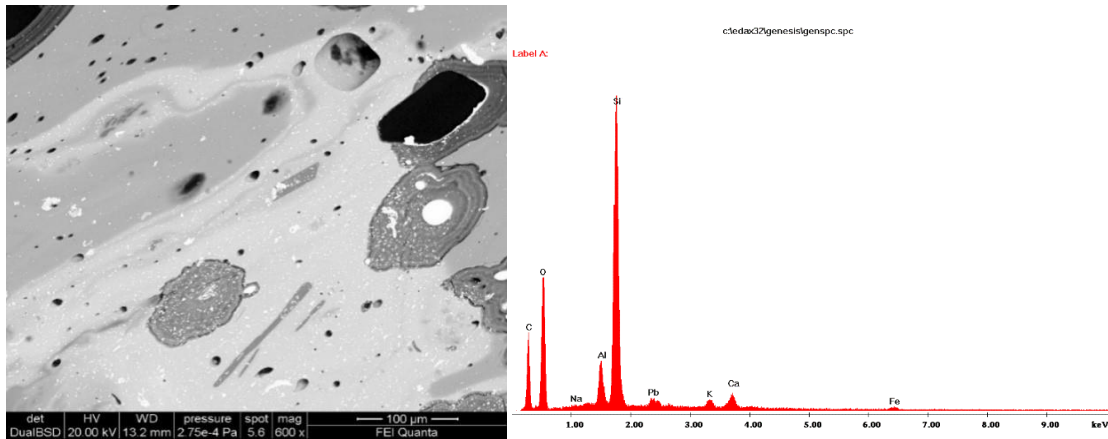 det HV WD pressure spot mag 100 µm
DualBSD 20.00 kV 13.2 mm 2.75e-4 Pa 5.6 600 x FEI Quanta
c:\edax32\genesis\genspc.spc
Label A:
Si
O
C
Al
Na
Pb
K
Ca
Fe
1.00 2.00 3.00 4.00 5.00 6.00 7.00 8.00 9.00 keV